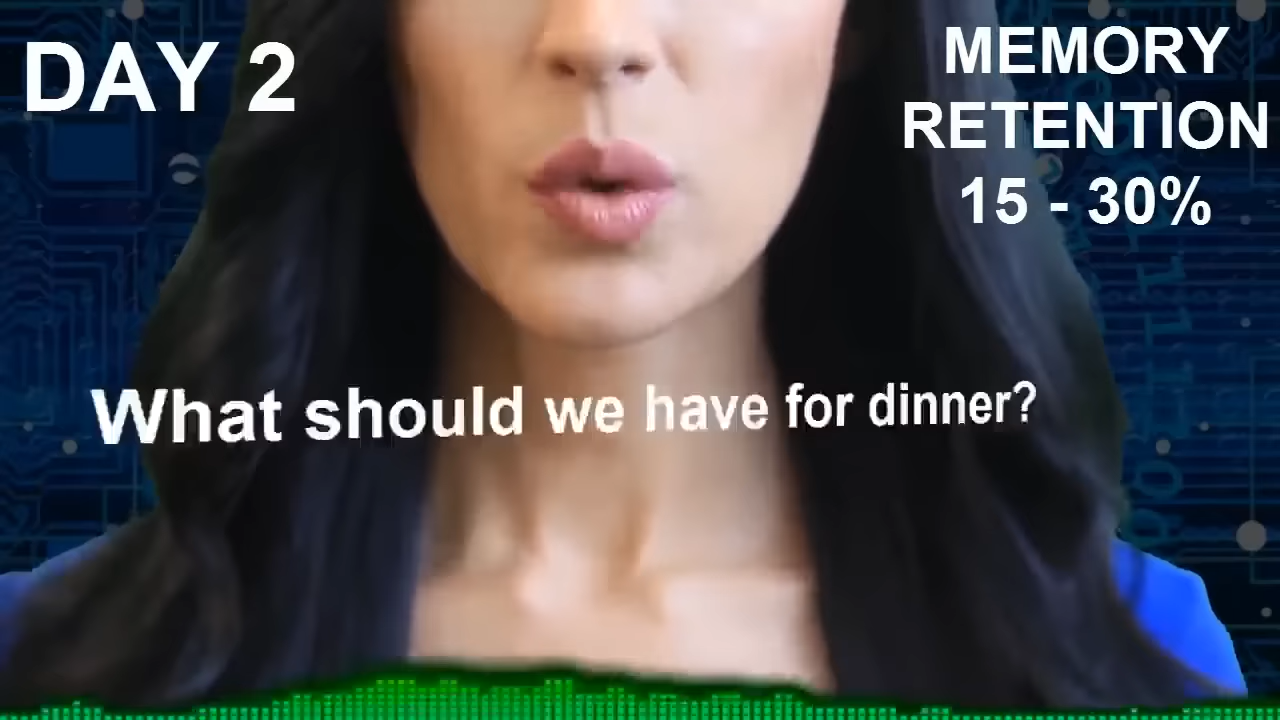 DAY 2
MEMORY
RETENTION
15 - 30%
What should we have for dinner?